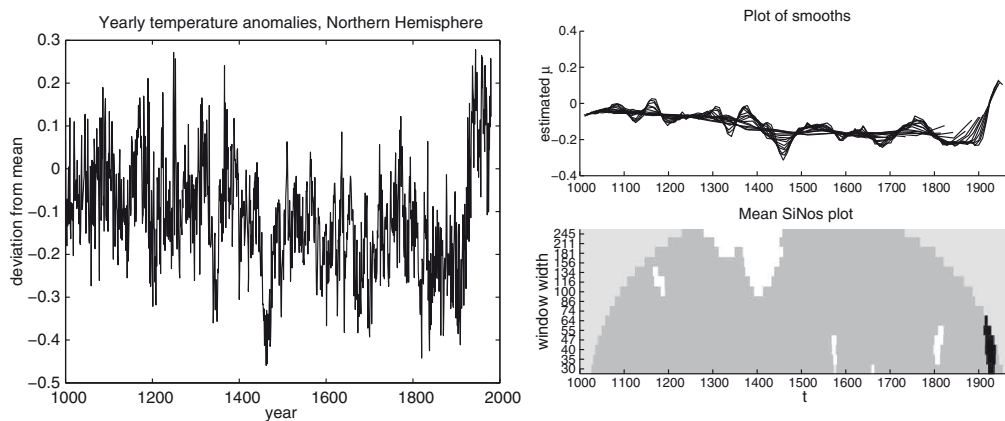 Yearly temperature anomalies, Northern Hemisphere
deviation from mean
0.3
0.2
0.1
0
−0.1
−0.2
−0.3
−0.4
−0.5
1000 1200 1400 1600 1800 2000
year
Plot of smooths
estimated μ
0.4
0.2
0
−0.2
−0.4
1000 1100 1200 1300 1400 1500 1600 1700 1800 1900
Mean SiNos plot
window width
245
211
181
156
134
116
100
86
74
64
55
47
40
35
30
1000 1100 1200 1300 1400 1500 1600 1700 1800 1900
t